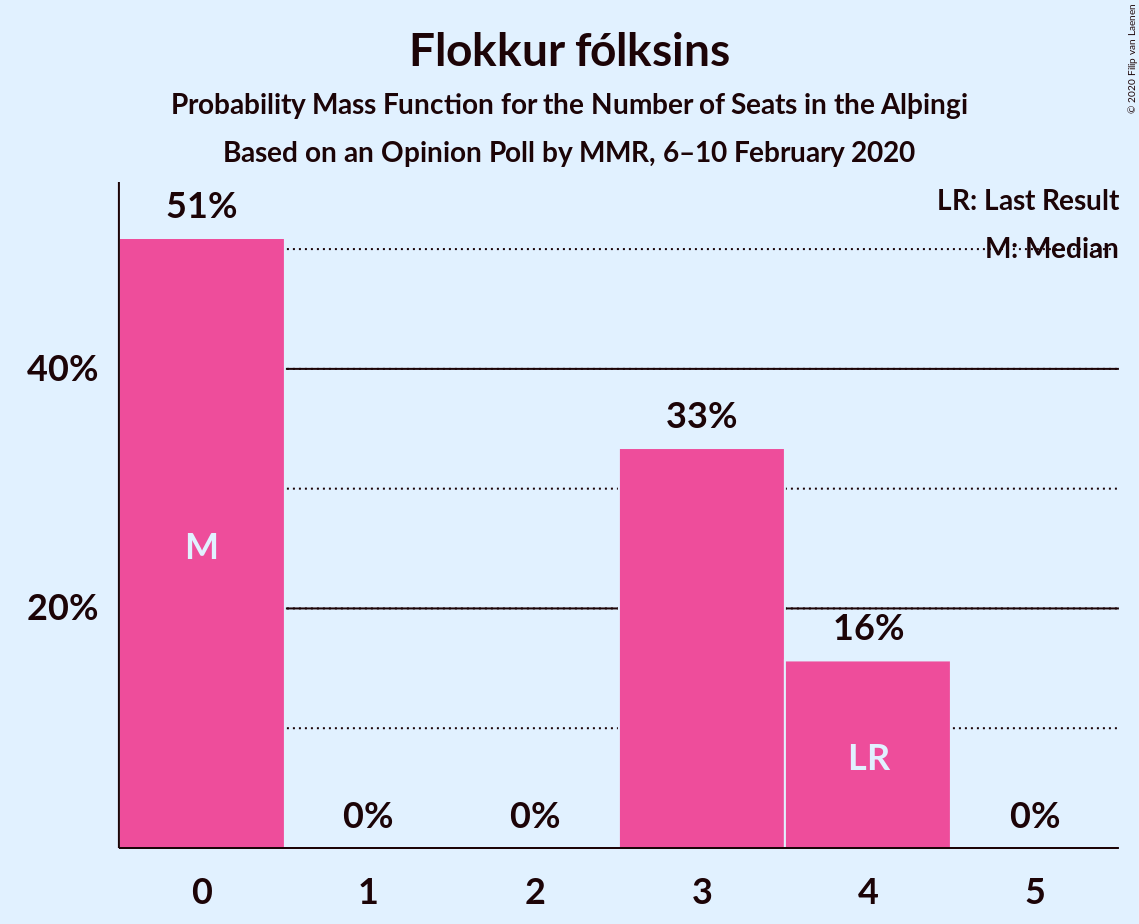 Flokkur fólksins
Probability Mass Function for the Number of Seats in the Alþingi
Based on an Opinion Poll by MMR, 6–10 February 2020
© 2020 Filip van Laenen
LR: Last Result
M: Median
51%
40%
33%
M
20%
16%
LR
0%
0%
0%
0
1
2
3
4
5